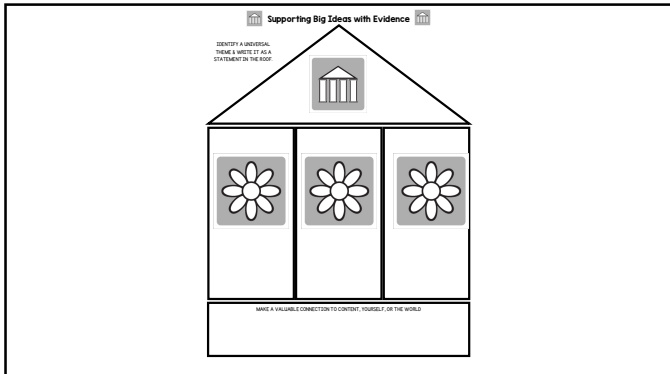 Supporting Big Ideas with Evidence
IDENTIFY A UNIVERSAL
THEME & WRITE IT AS A
STATEMENT IN THE ROOF.
MAKE A VALUABLE CONNECTION TO CONTENT, YOURSELF, OR THE WORLD